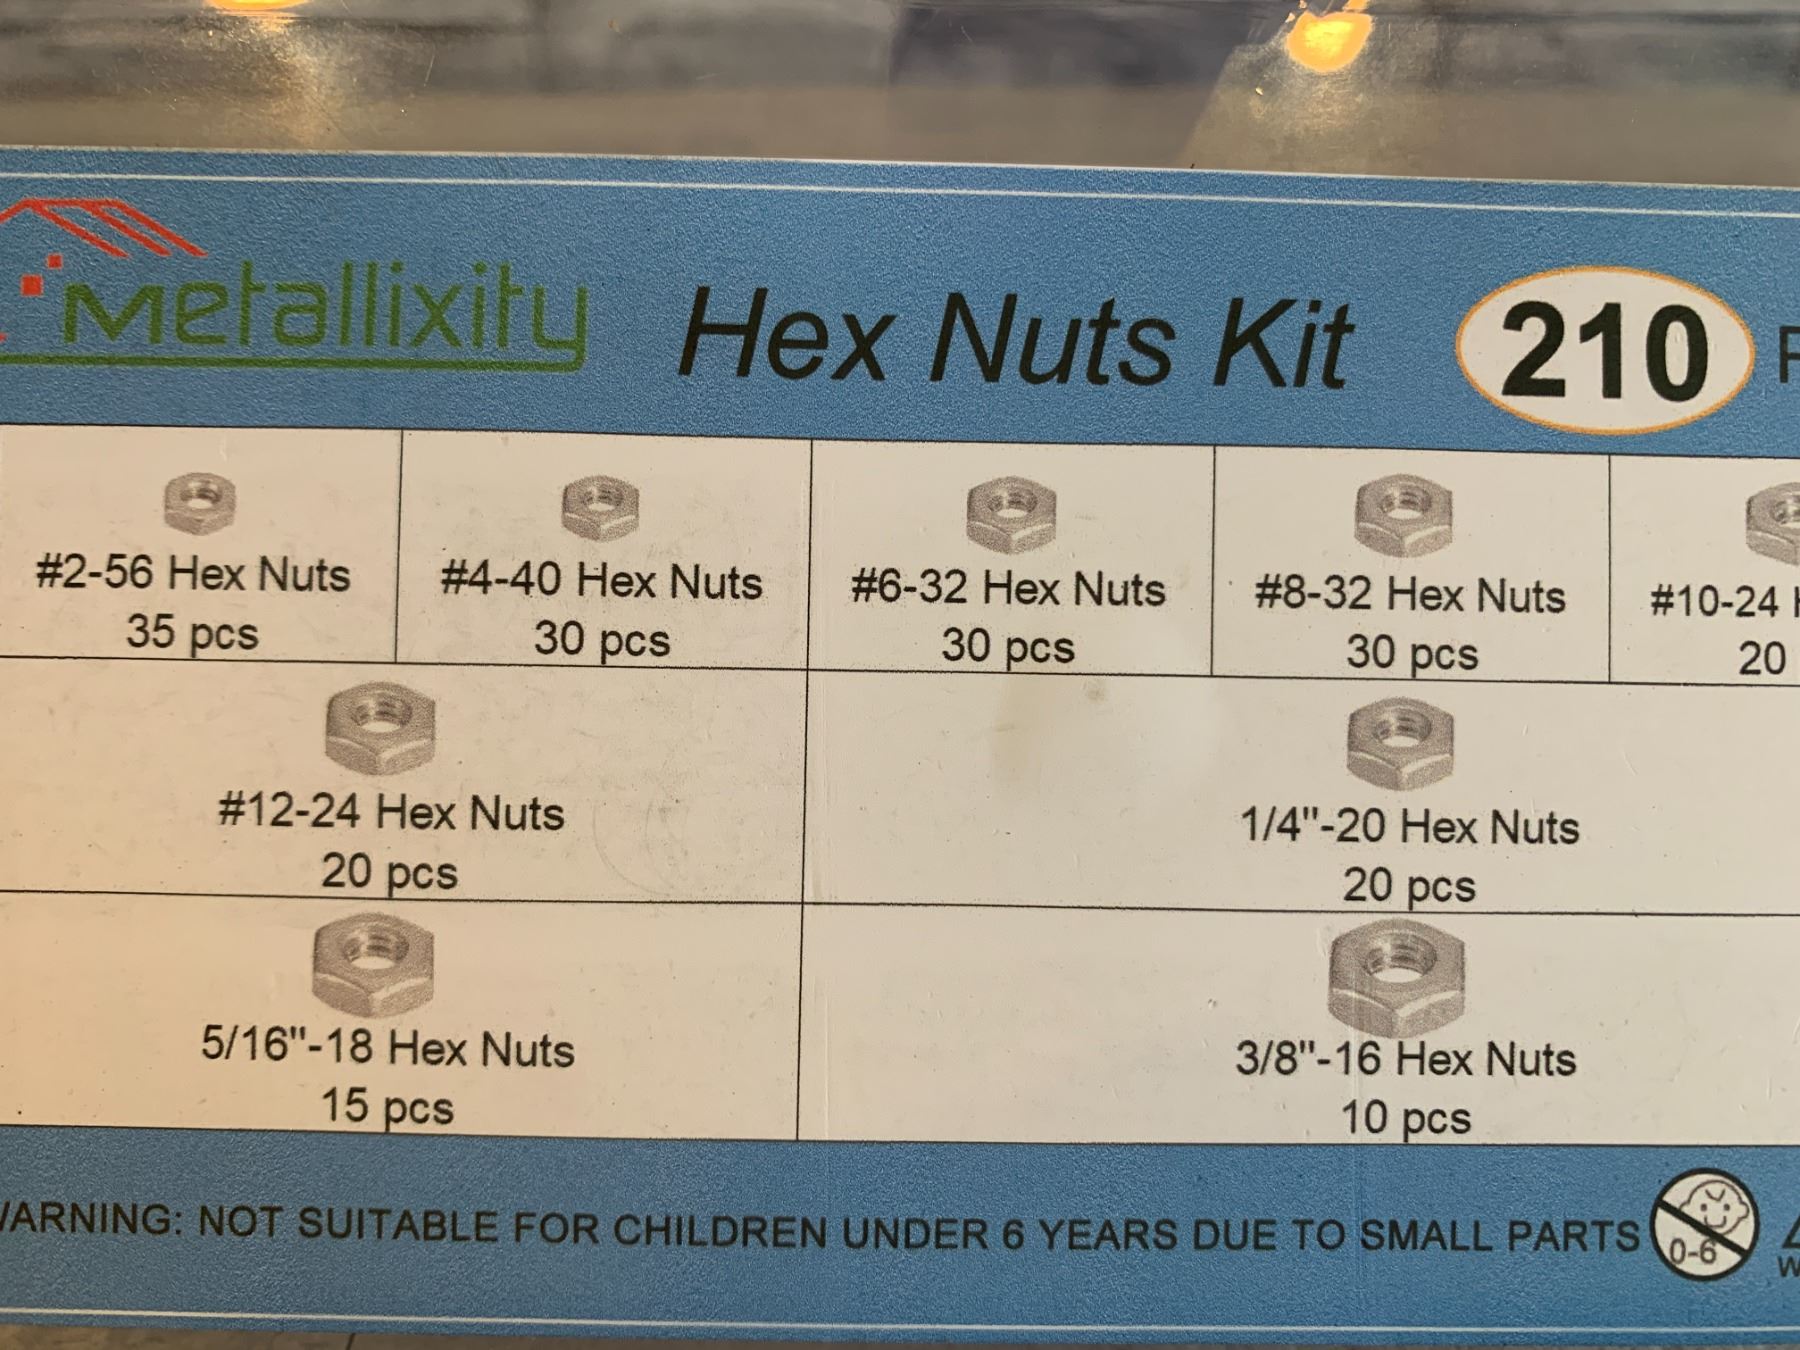 Metallixity
Hex Nuts Kit
210
#2-56 Hex Nuts
35 pcs
#4-40 Hex Nuts
30 pcs
#6-32 Hex Nuts
30 pcs
#8-32 Hex Nuts
30 pcs
#10-24
20
#12-24 Hex Nuts
20 pcs
1/4"-20 Hex Nuts
20 pcs
5/16"-18 Hex Nuts
15 pcs
3/8"-16 Hex Nuts
10 pcs
ARNING: NOT SUITABLE FOR CHILDREN UNDER 6 YEARS DUE TO SMALL PARTS
0-6